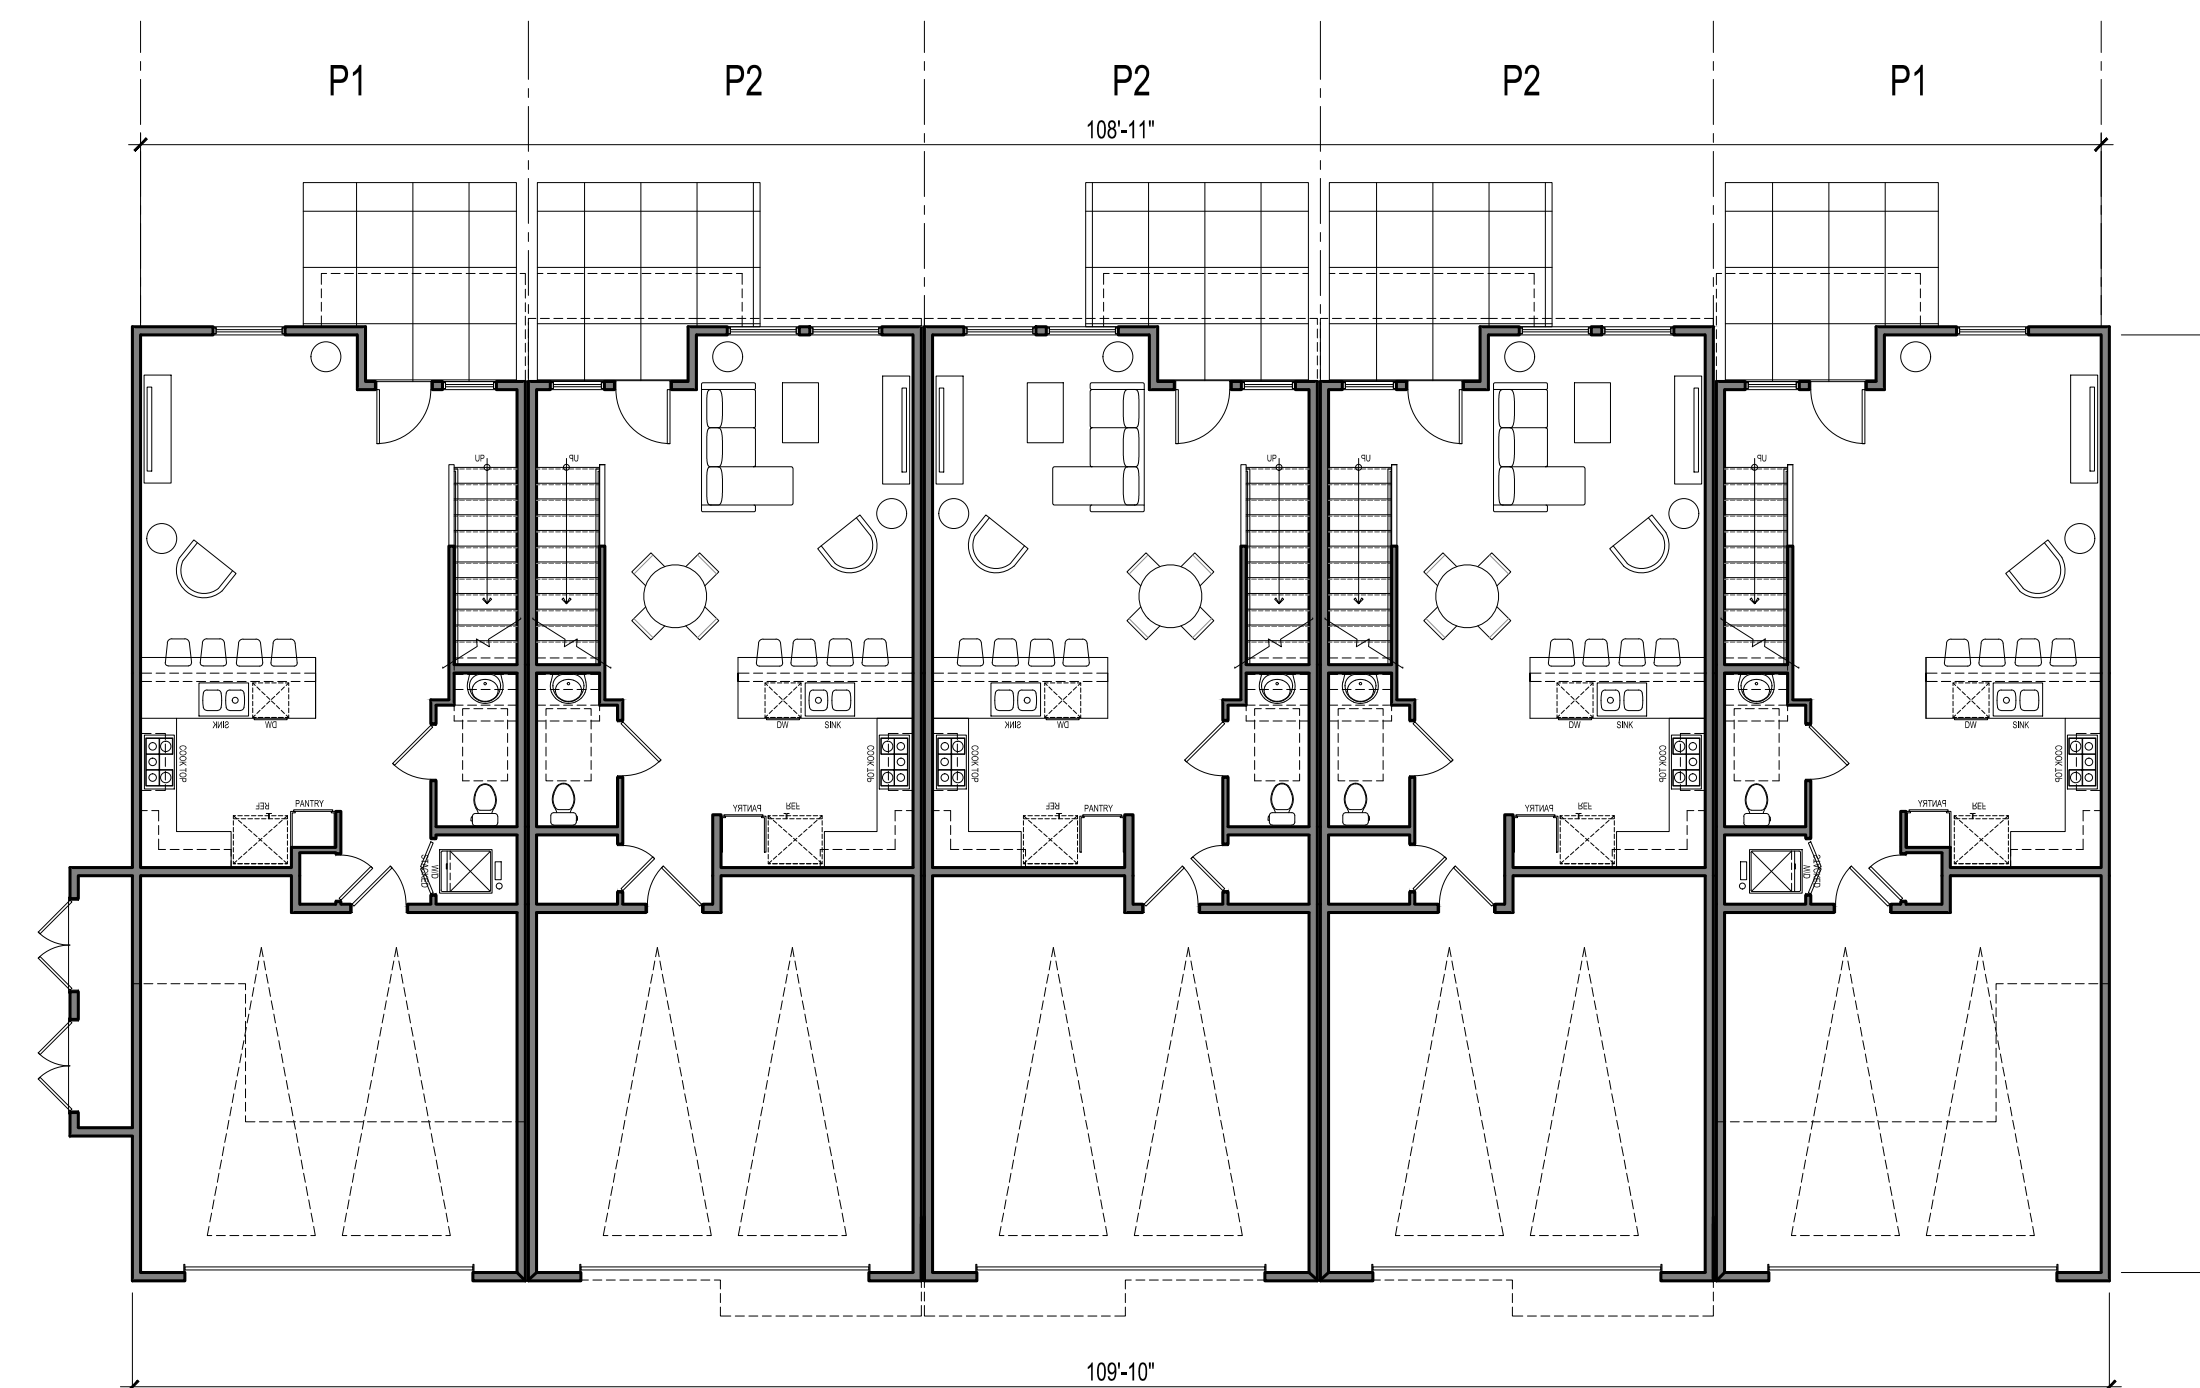 P1 P2 P2 P2 P1
108'-11"
UP UP UP UP UP
SINK DW DW SINK SINK DW DW SINK DW SINK
COOK TOP COOK TOP COOK TOP COOK TOP COOK TOP
REF PANTRY PANTRY REF REF PANTRY PANTRY REF PANTRY REF
STACKED W/D STACKED W/D
109'-10"